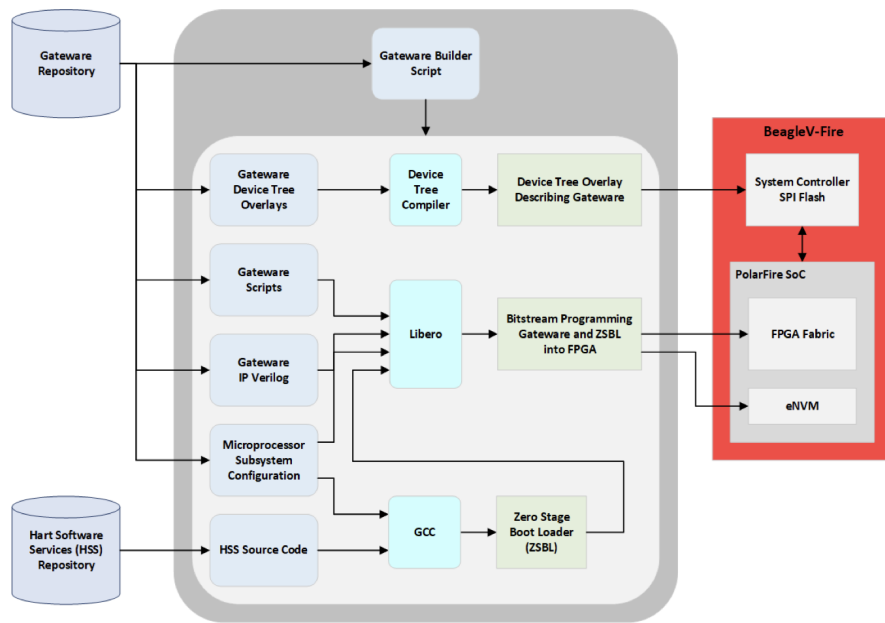 Gateware
Repository
Gateware Builder
Script
BeagleV-Fire
Gateware
Device Tree
Overlays
Device
Tree
Compiler
Device Tree Overlay
Describing Gateware
System Controller
SPI Flash
PolarFire SoC
Gateware
Scripts
Libero
Bitstream Programming
Gateware and ZSBL
into FPGA
FPGA Fabric
Gateware
IP Verilog
eNVM
Microprocessor
Subsystem
Configuration
Hart Software
Services (HSS)
Repository
HSS Source Code
GCC
Zero Stage
Boot Loader
(ZSBL)